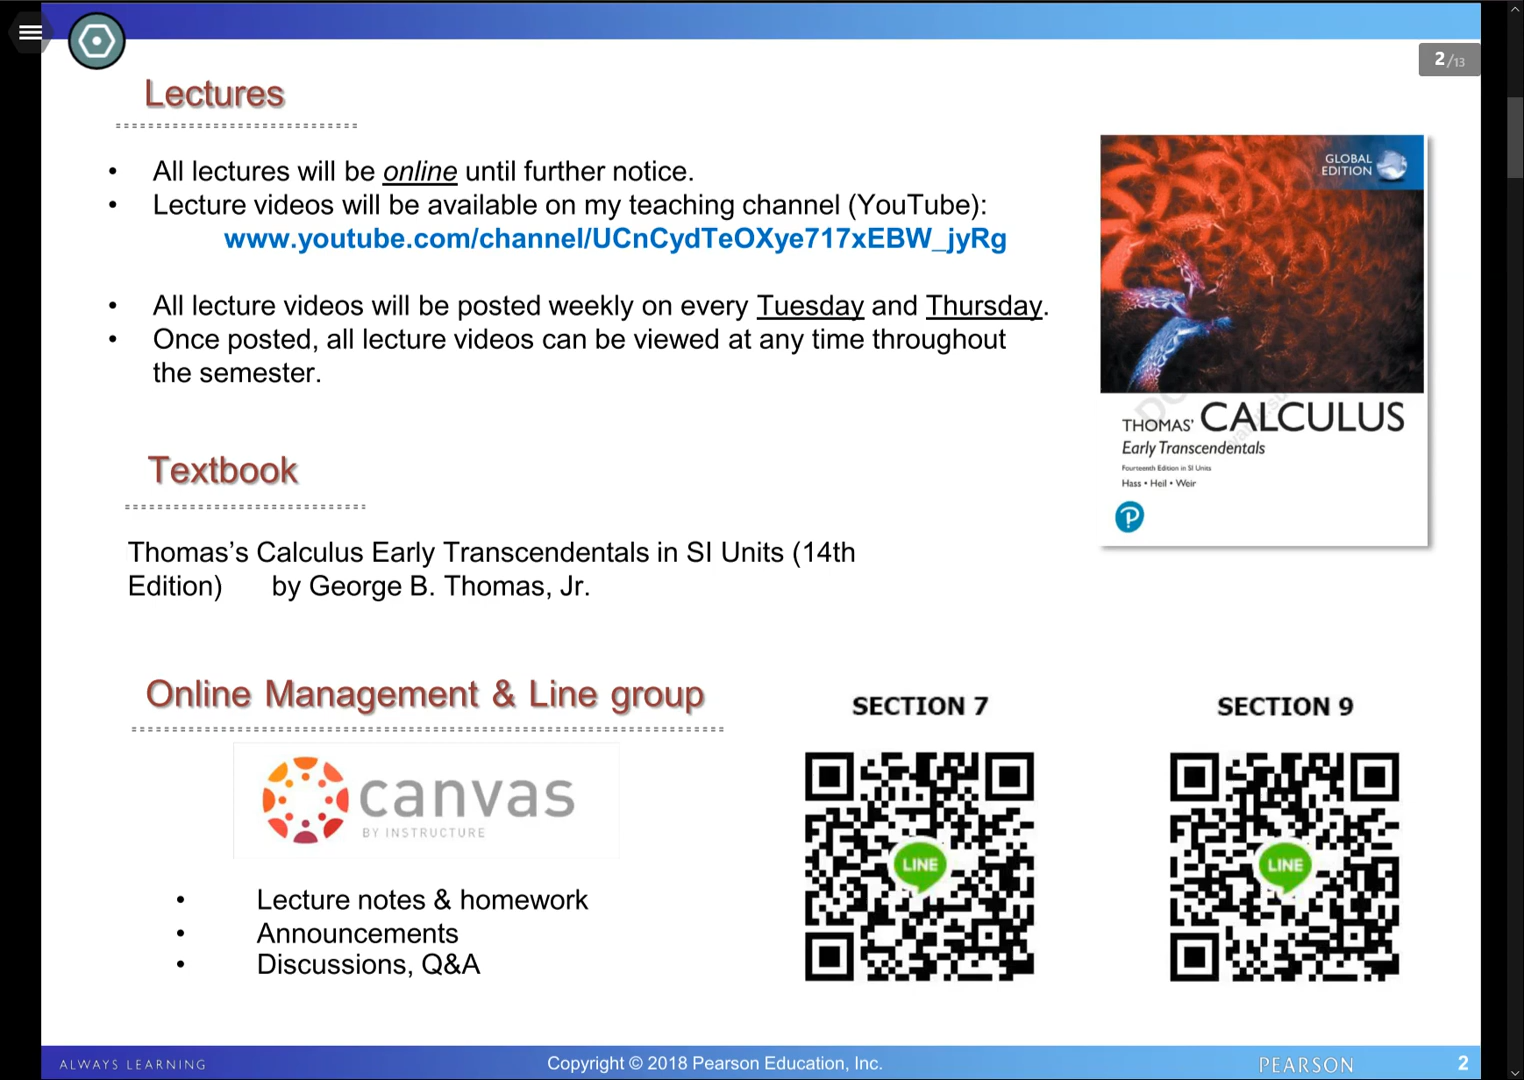 2/13
Lectures
• All lectures will be online until further notice.
• Lecture videos will be available on my teaching channel (YouTube):
www.youtube.com/channel/UCnCydTeOXye717xEBW_jyRg
• All lecture videos will be posted weekly on every Tuesday and Thursday.
• Once posted, all lecture videos can be viewed at any time throughout
the semester.
GLOBAL
EDITION
THOMAS' CALCULUS
Early Transcendentals
Fourteenth Edition in SI Units
Hass • Heil • Weir
P
Textbook
Thomas’s Calculus Early Transcendentals in SI Units (14th
Edition) by George B. Thomas, Jr.
Online Management & Line group
canvas
BY INSTRUCTURE
• Lecture notes & homework
• Announcements
• Discussions, Q&A
SECTION 7
LINE
SECTION 9
LINE
ALWAYS LEARNING
Copyright © 2018 Pearson Education, Inc.
PEARSON
2